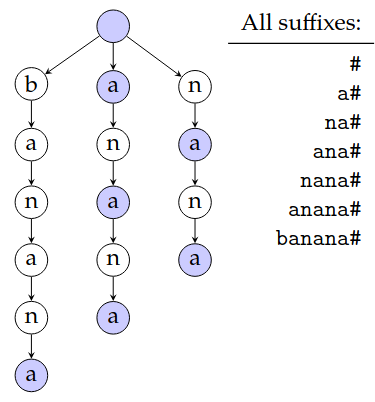 All suffixes:
#
b a n
a#
a n a
na#
n a n
ana#
nana#
a n a
anana#
banana#
n a
a